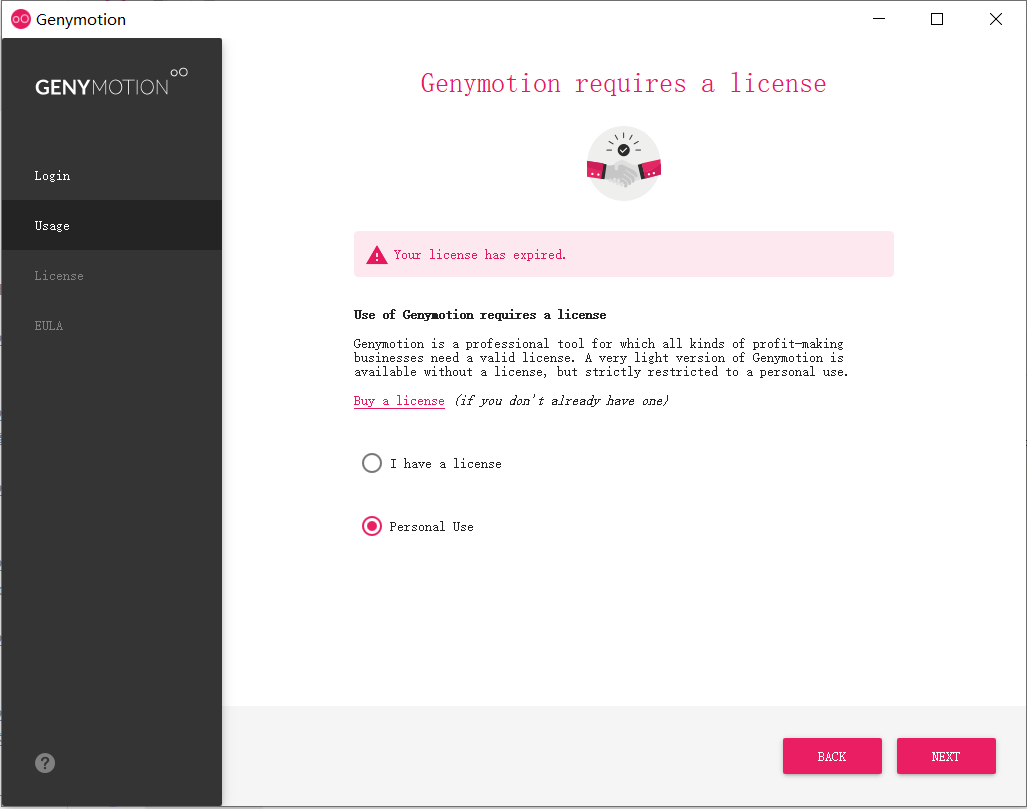 Genymotion
GENYMOTION
Login
Usage
License
EULA
Genymotion requires a license
Your license has expired.
Use of Genymotion requires a license
Genymotion is a professional tool for which all kinds of profit-making
businesses need a valid license. A very light version of Genymotion is
available without a license, but strictly restricted to a personal use.
Buy a license (if you don't already have one)
I have a license
Personal Use
BACK
NEXT